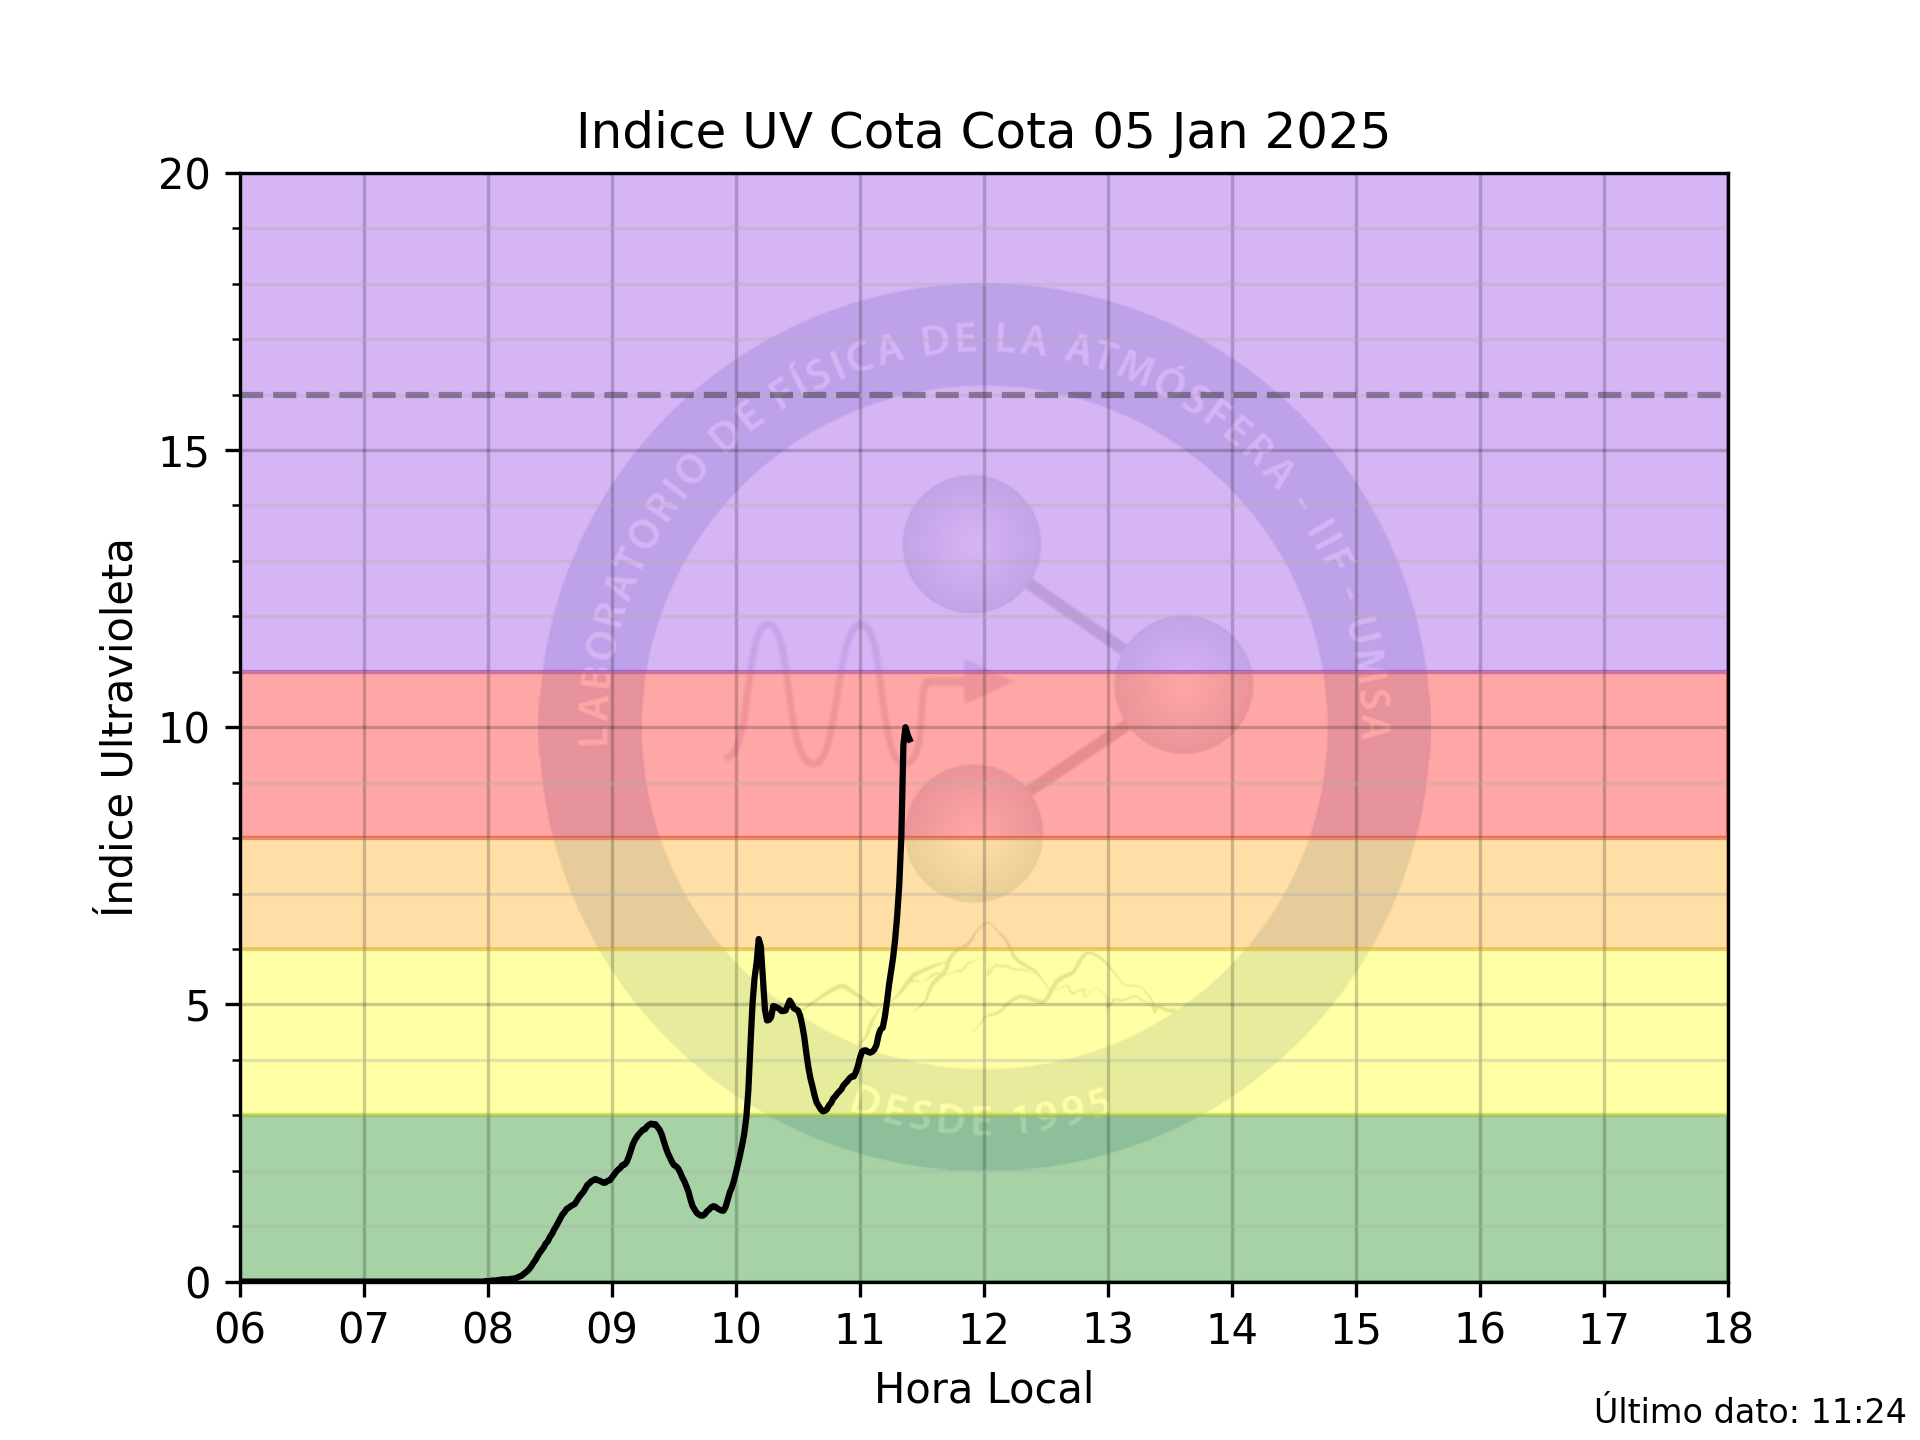 Indice UV Cota Cota 05 Jan 2025
20
15
10
5
0
Índice Ultravioleta
LABORATORIO DE FÍSICA DE LA ATMÓSFERA - IIF - UMSA
DESDE 1995
06 07 08 09 10 11 12 13 14 15 16 17 18
Hora Local
Último dato: 11:24